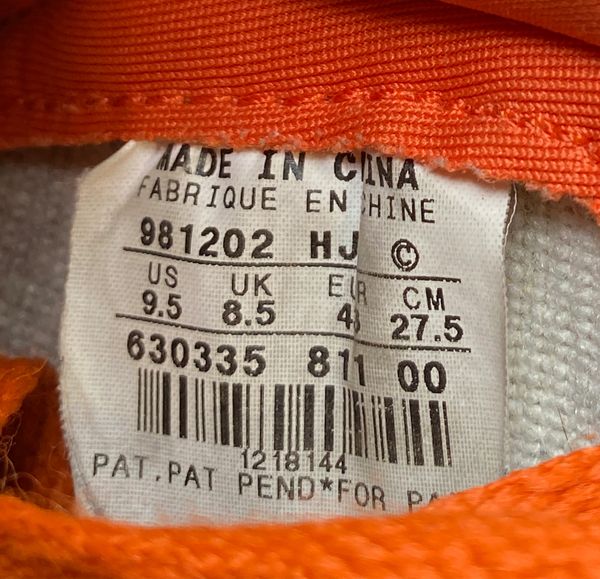 MADE IN CHINA
FABRIQUE EN CHINE
981202 HJ ©
US UK EUR CM
9.5 8.5 27.5
630335 811 00
1218144
PAT. PAT PEND*FOR